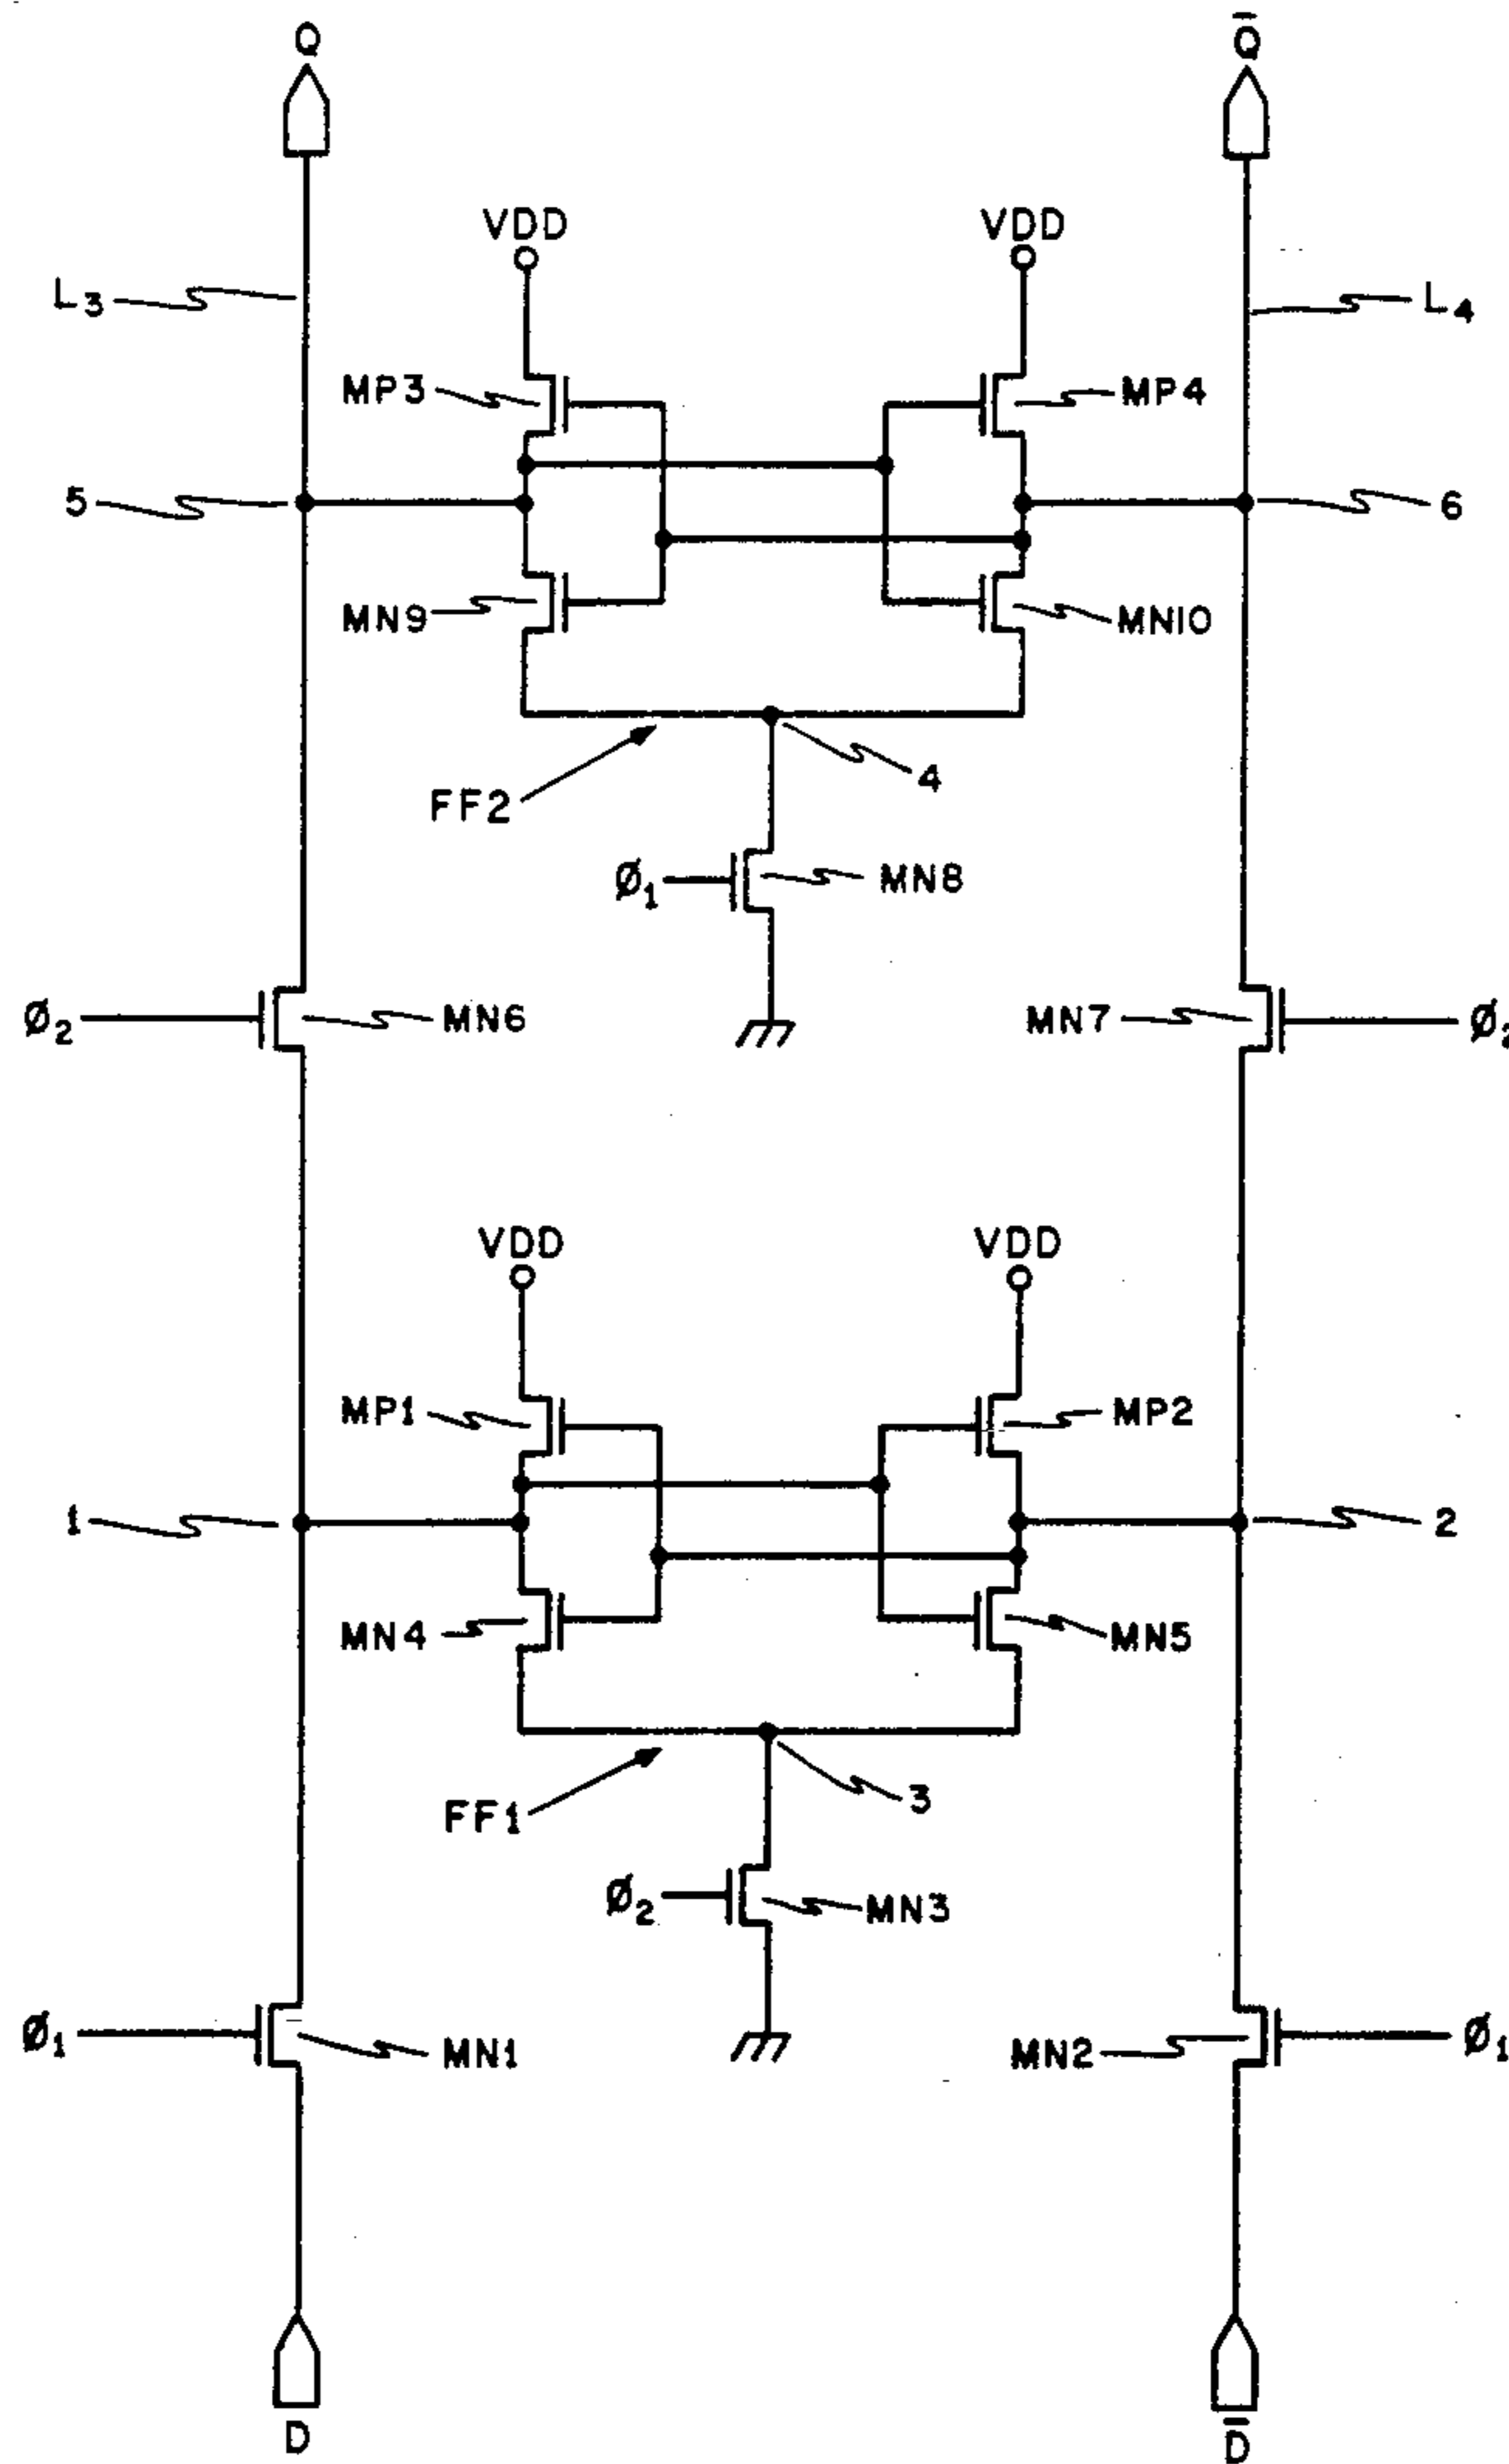 Q Q̅
VDD VDD
L3 L4
MP3 MP4
5 6
MN9 MN10
4
FF2
Ø1 MN8
Ø2 MN6 MN7 Ø2
VDD VDD
MP1 MP2
1 2
MN4 MN5
3
FF1
Ø2 MN3
Ø1 MN1 MN2 Ø1
D D̅